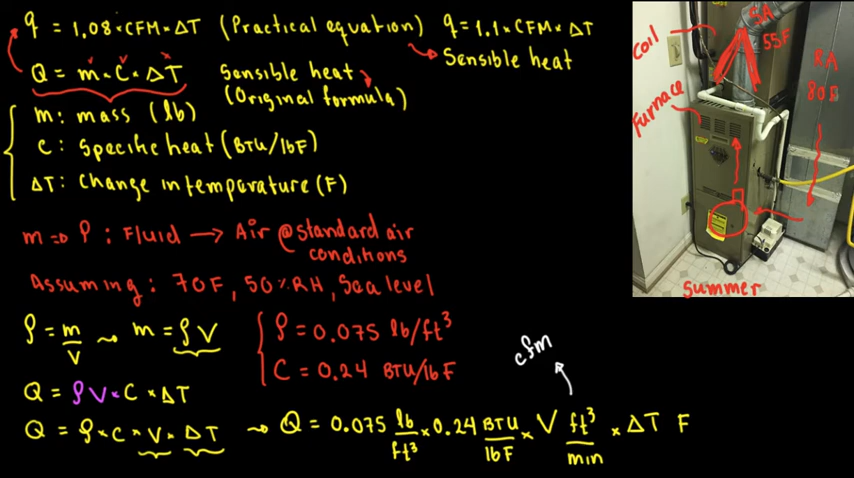 q = 1.08 × CFM × ΔT (Practical equation) q = 1.1 × CFM × ΔT
Sensible heat
Q = m × C × ΔT Sensible heat
(Original formula)
m: mass (lb)
C: Specific heat (BTU/lbF)
ΔT: Change in temperature (F)
m => ρ : Fluid → Air @ standard air
conditions
Assuming: 70F, 50% RH, Sea level
ρ = m/V → m = ρV
ρ = 0.075 lb/ft³
C = 0.24 BTU/lbF
Q = ρV × C × ΔT
Q = ρ × C × V × ΔT → Q = 0.075 lb/ft³ × 0.24 BTU/lbF × V ft³/min × ΔT F
cfm
SA
55F
Coil
RA
80F
Furnace
Summer